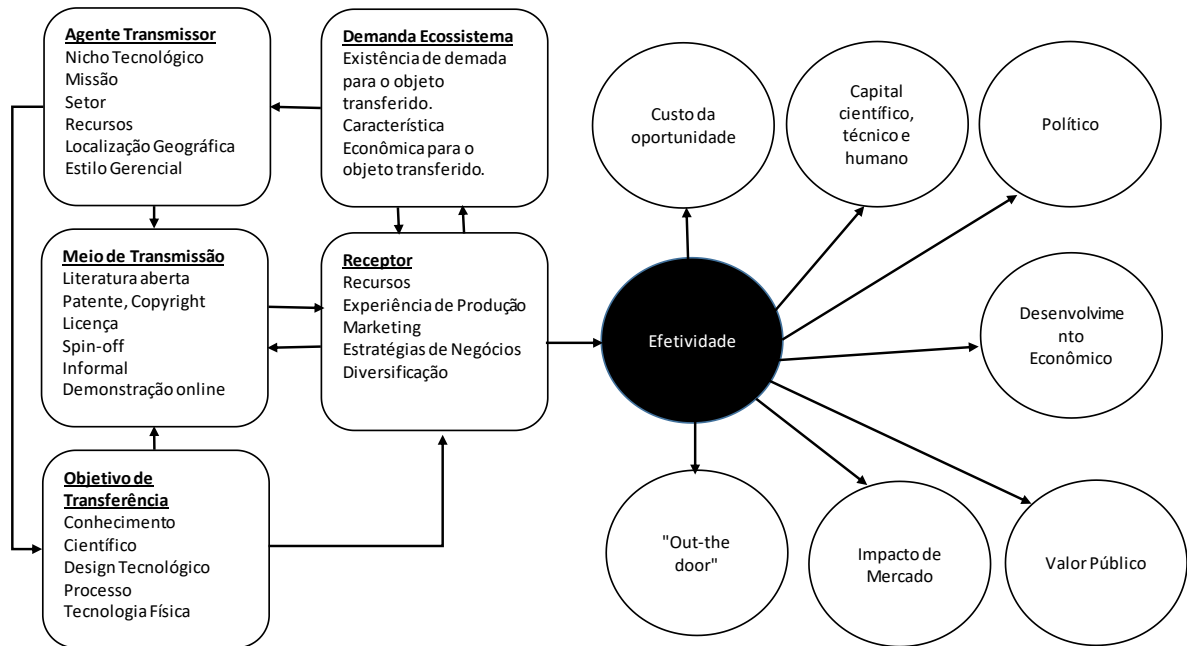 Agente Transmissor
Nicho Tecnológico
Missão
Setor
Recursos
Localização Geográfica
Estilo Gerencial
Demanda Ecossistema
Existência de demada
para o objeto
transferido.
Característica
Econômica para o
objeto transferido.
Meio de Transmissão
Literatura aberta
Patente, Copyright
Licença
Spin-off
Informal
Demonstração online
Receptor
Recursos
Experiência de Produção
Marketing
Estratégias de Negócios
Diversificação
Objetivo de
Transferência
Conhecimento
Científico
Design Tecnológico
Processo
Tecnologia Física
Efetividade
Custo da
oportunidade
Capital
científico,
técnico e
humano
Político
Desenvolvime
nto
Econômico
"Out-the
door"
Impacto de
Mercado
Valor Público